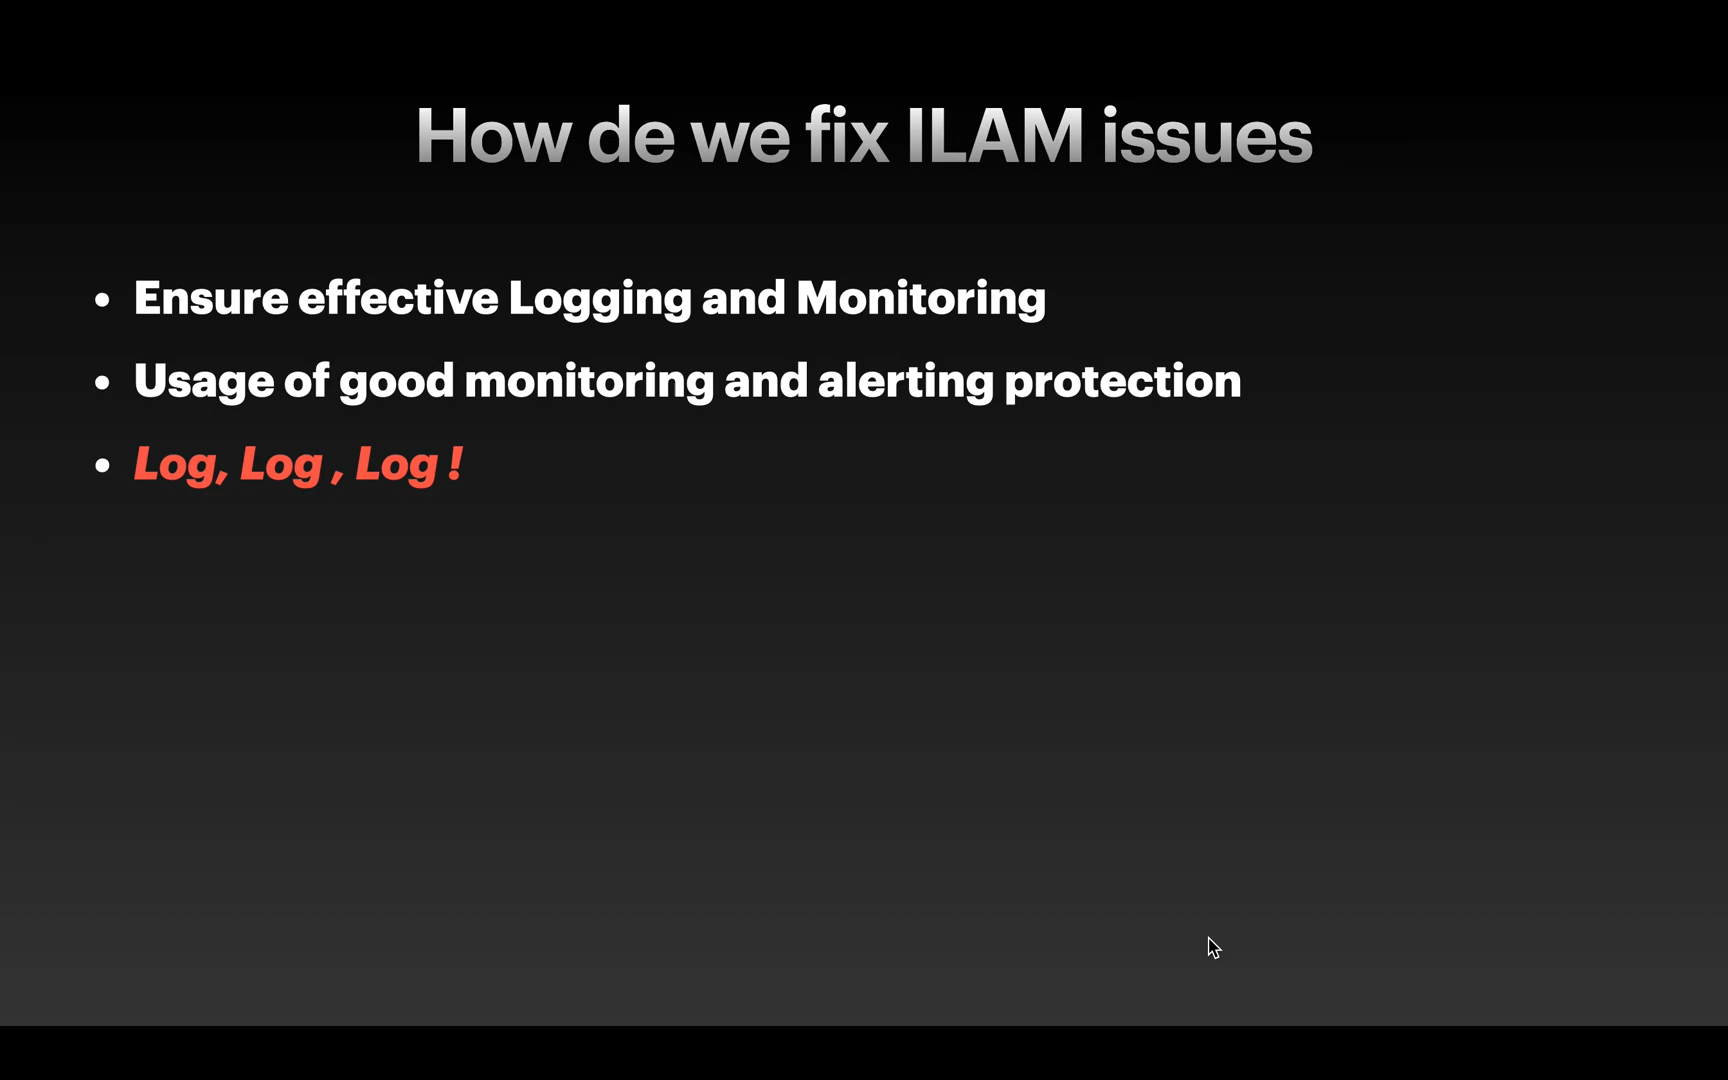 How de we fix ILAM issues
• Ensure effective Logging and Monitoring
• Usage of good monitoring and alerting protection
• Log, Log , Log !